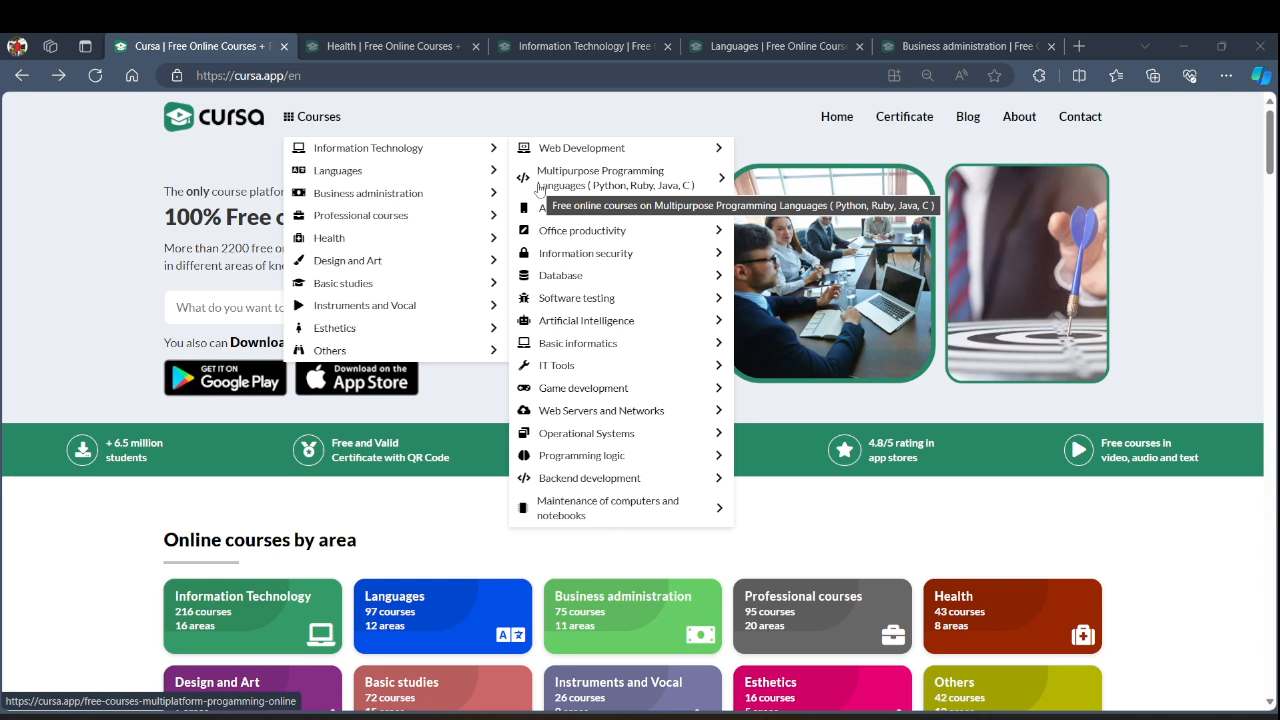 Cursa | Free Online Courses + F
Health | Free Online Courses +
Information Technology | Free
Languages | Free Online Course
Business administration | Free
https://cursa.app/en
cursa
Courses
Home
Certificate
Blog
About
Contact
Information Technology
Languages
Business administration
Professional courses
Health
Design and Art
Basic studies
Instruments and Vocal
Esthetics
Others
Web Development
Multipurpose Programming
Languages ( Python, Ruby, Java, C )
Free online courses on Multipurpose Programming Languages ( Python, Ruby, Java, C )
Office productivity
Information security
Database
Software testing
Artificial Intelligence
Basic informatics
IT Tools
Game development
Web Servers and Networks
Operational Systems
Programming logic
Backend development
Maintenance of computers and
notebooks
The only course platfor
100% Free
More than 2200 free
in different areas of
What do you want to
You also can
GET IT ON
Google Play
Download on the
App Store
+ 6.5 million
students
Free and Valid
Certificate with QR Code
4.8/5 rating in
app stores
Free courses in
video, audio and text
Online courses by area
Information Technology
216 courses
16 areas
Languages
97 courses
12 areas
Business administration
75 courses
11 areas
Professional courses
95 courses
20 areas
Health
43 courses
8 areas
Design and Art
Basic studies
72 courses
Instruments and Vocal
26 courses
Esthetics
16 courses
Others
42 courses
https://cursa.app/free-courses-multiplatform-progamming-online